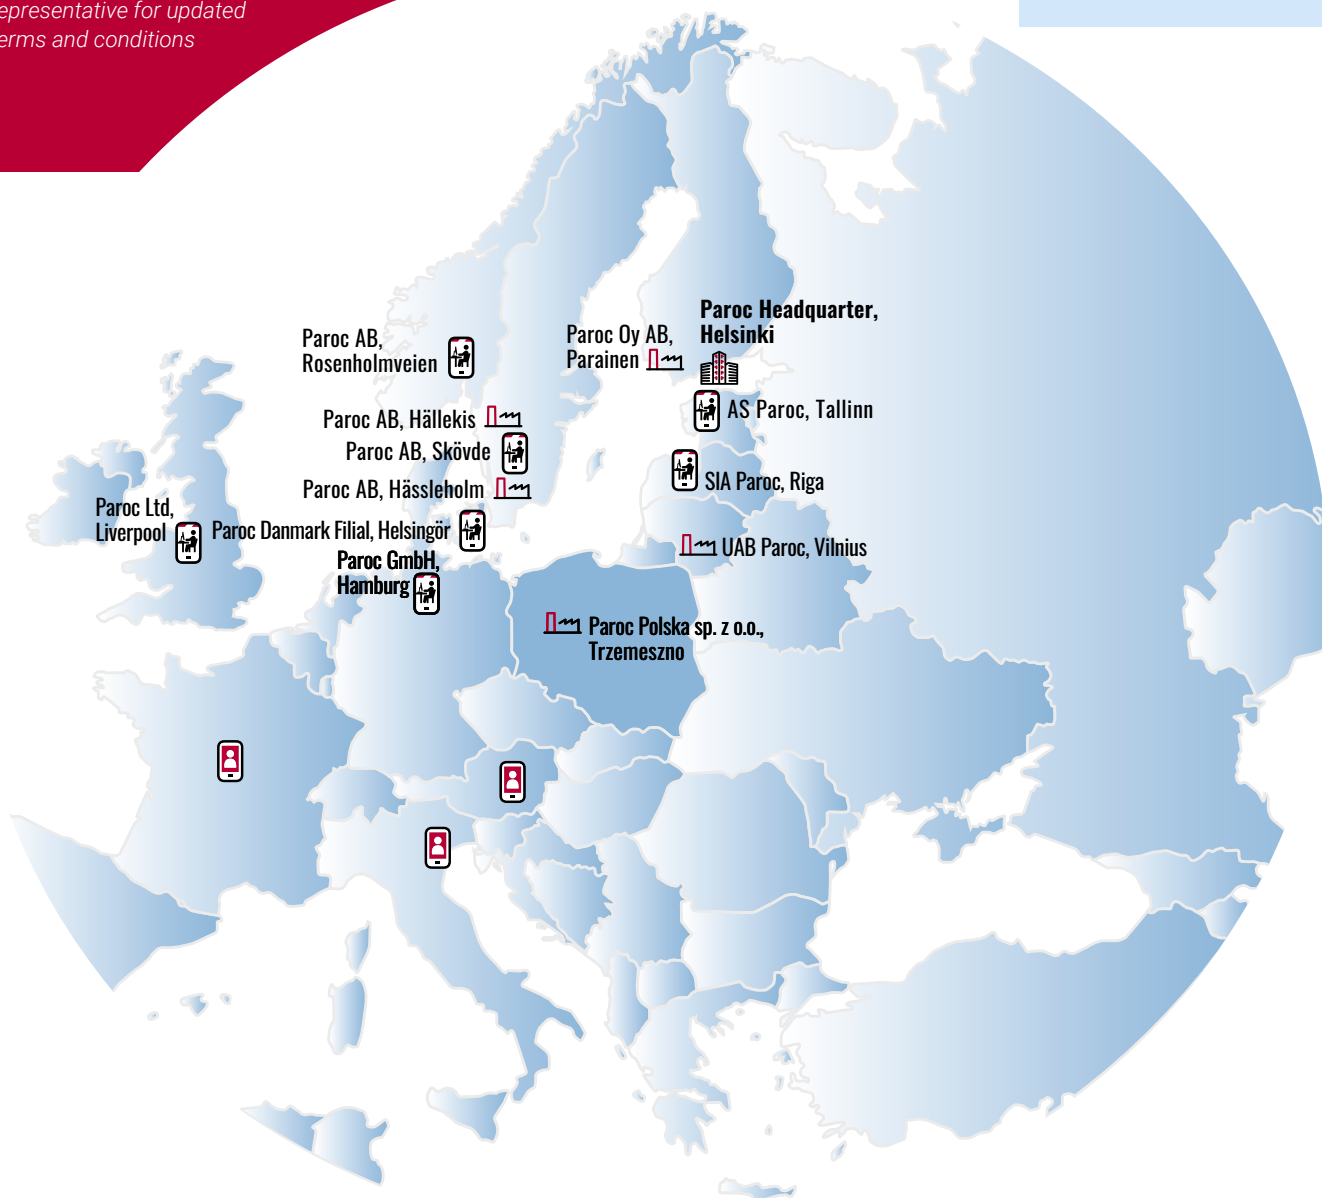 epresentative for updated
erms and conditions
Paroc Headquarter,
Helsinki
Paroc Oy AB,
Parainen
Paroc AB,
Rosenholmveien
AS Paroc, Tallinn
Paroc AB, Hällekis
Paroc AB, Skövde
SIA Paroc, Riga
Paroc AB, Hässleholm
Paroc Ltd,
Liverpool
Paroc Danmark Filial, Helsingör
UAB Paroc, Vilnius
Paroc GmbH,
Hamburg
Paroc Polska sp. z o.o.,
Trzemeszno